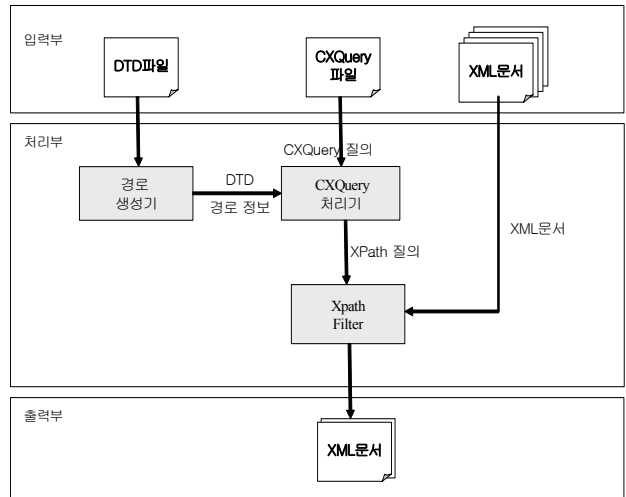 입력부
DTD파일
CXQuery
파일
XML문서
처리부
CXQuery 질의
경로
생성기
DTD
경로 정보
CXQuery
처리기
XML문서
XPath 질의
Xpath
Filter
출력부
XML문서